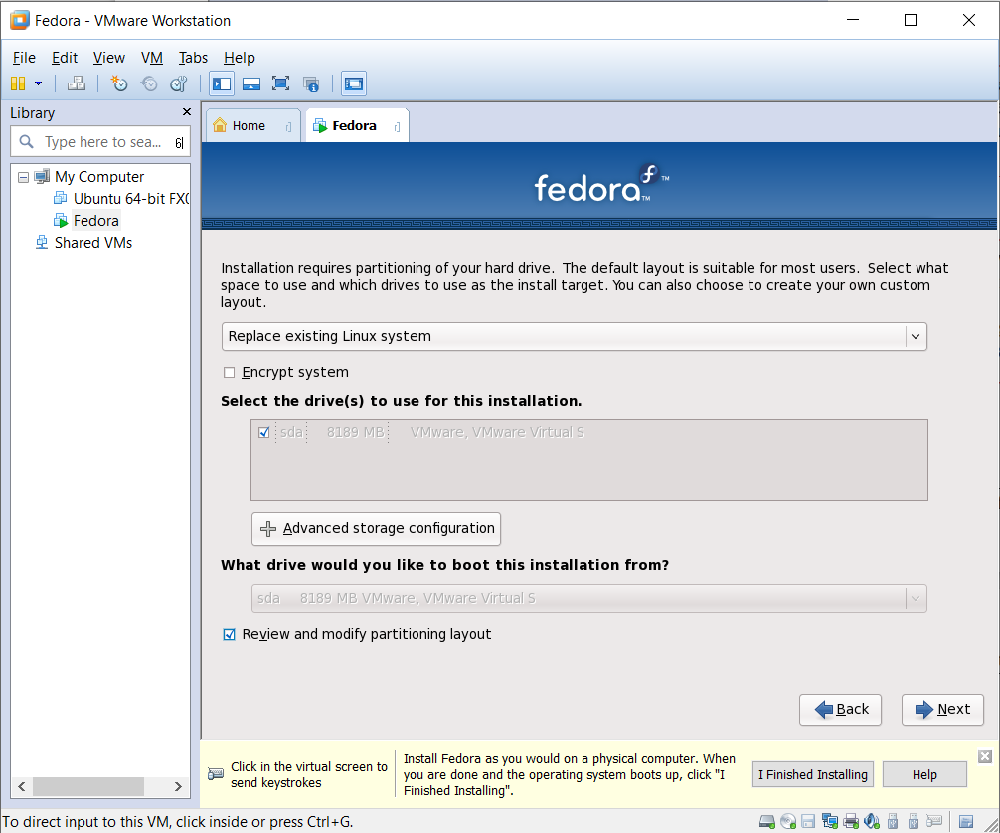 Fedora - VMware Workstation
File Edit View VM Tabs Help
Library
Type here to sea...
My Computer
Ubuntu 64-bit FX
Fedora
Shared VMs
Home
Fedora
fedora™
Installation requires partitioning of your hard drive. The default layout is suitable for most users. Select what
space to use and which drives to use as the install target. You can also choose to create your own custom
layout.
Replace existing Linux system
Encrypt system
Select the drive(s) to use for this installation.
sda 8189 MB VMware, VMware Virtual S
Advanced storage configuration
What drive would you like to boot this installation from?
sda 8189 MB VMware, VMware Virtual S
Review and modify partitioning layout
Back
Next
Click in the virtual screen to
send keystrokes
Install Fedora as you would on a physical computer. When
you are done and the operating system boots up, click "I
Finished Installing".
I Finished Installing
Help
To direct input to this VM, click inside or press Ctrl+G.